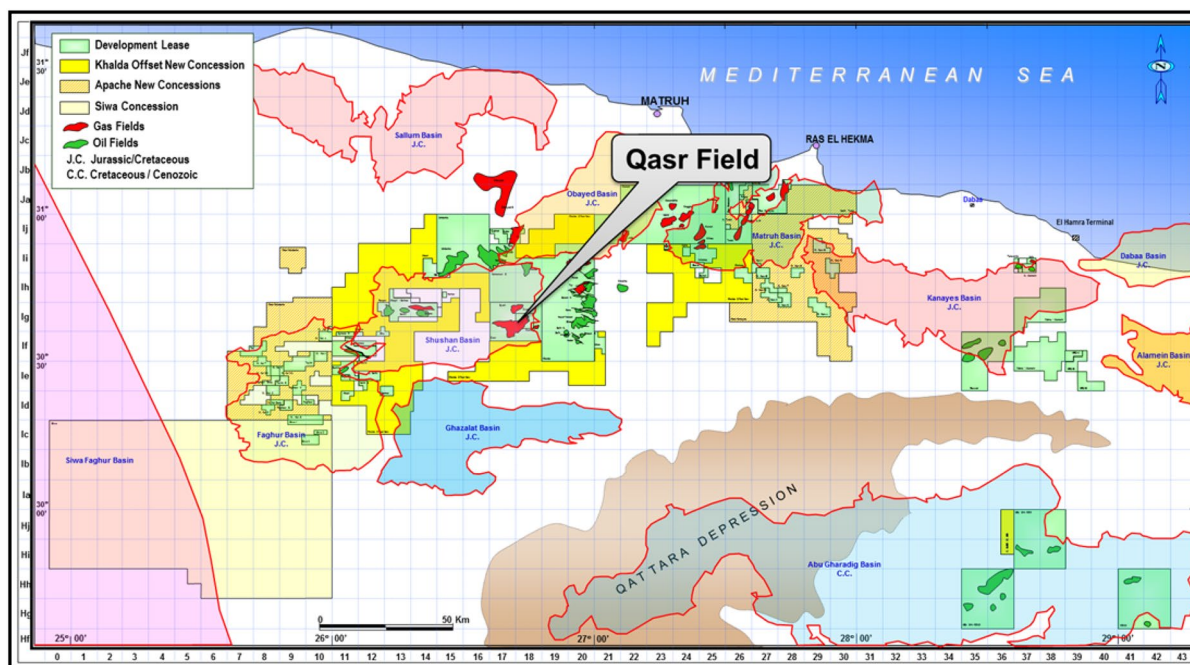 Development Lease
Khalda Offset New Concession
Apache New Concessions
Siwa Concession
Gas Fields
Oil Fields
J.C. Jurassic/Cretaceous
C.C. Cretaceous / Cenozoic
MEDITERRANEAN SEA
N
MATRUH
RAS EL HEKMA
Qasr Field
Sallum Basin
J.C.
Obayed Basin
J.C.
Dabaa
El Hamra Terminal
Matruh Basin
J.C.
Dabaa Basin
J.C.
Kanayes Basin
J.C.
Shushan Basin
J.C.
Alamein Basin
J.C.
Ghazalat Basin
J.C.
Faghur Basin
J.C.
Siwa Faghur Basin
QATTARA DEPRESSION
Abu Gharadig Basin
C.C.
0 50 Km
Jf
Je
Jd
Jc
Jb
Ja
Ij
Ii
Ih
Ig
If
Ie
Id
Ic
Ib
Ia
Hj
Hi
Hh
Hg
Hf
31°
30'
31°
00'
30°
30'
30°
00'
25° 00'
26° 00'
27° 00'
28° 00'
29° 00'
0 1 2 3 4 5 6 7 8 9 10 11 12 13 14 15 16 17 18 19 20 21 22 23 24 25 26 27 28 29 30 31 32 33 34 35 36 37 38 39 40 41 42 43